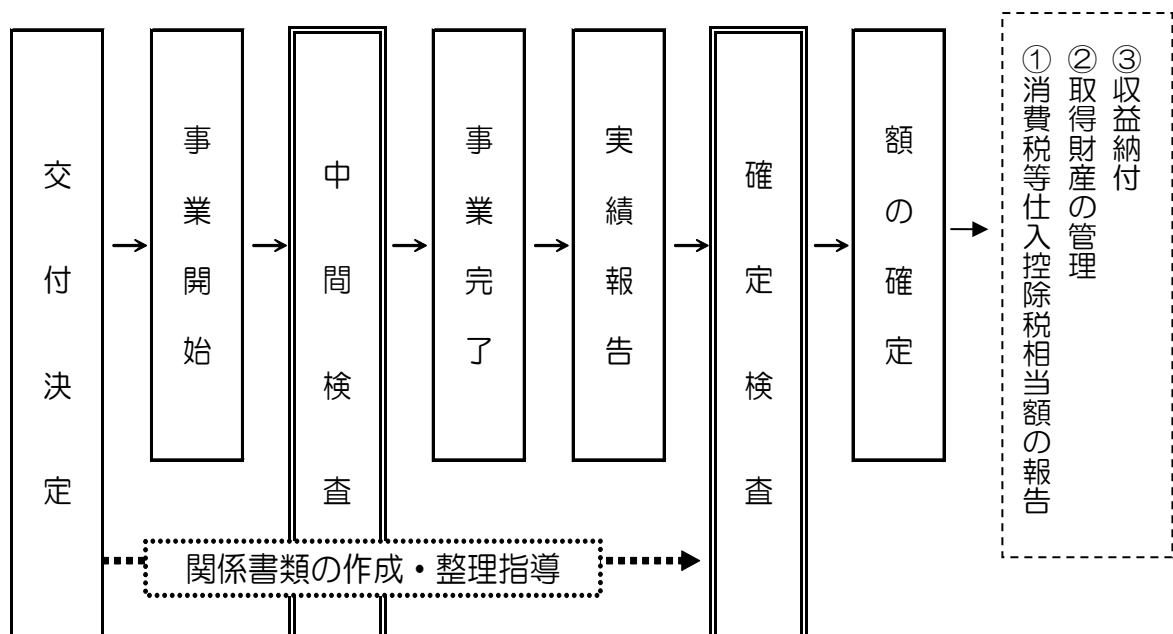 交付決定
事業開始
中間検査
事業完了
実績報告
確定検査
額の確定
①消費税等仕入控除税相当額の報告
②取得財産の管理
③収益納付
関係書類の作成・整理指導